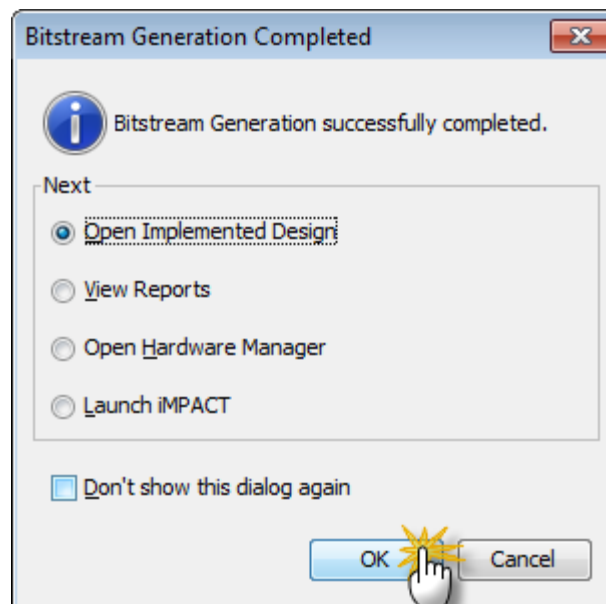 Bitstream Generation Completed
Bitstream Generation successfully completed.
Next
Open Implemented Design
View Reports
Open Hardware Manager
Launch iMPACT
Don't show this dialog again
OK Cancel